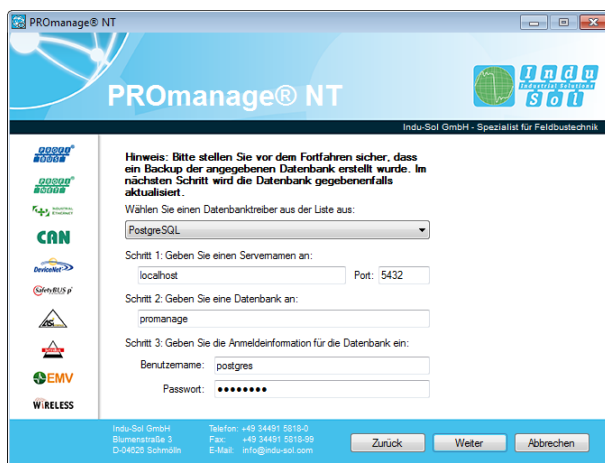 PROmanage® NT
PROmanage® NT
Indu
Industrial Solutions
Sol
Indu-Sol GmbH - Spezialist für Feldbustechnik
Hinweis: Bitte stellen Sie vor dem Fortfahren sicher, dass
ein Backup der angegebenen Datenbank erstellt wurde. Im
nächsten Schritt wird die Datenbank gegebenenfalls
aktualisiert.
Wählen Sie einen Datenbanktreiber aus der Liste aus:
PostgreSQL
Schritt 1: Geben Sie einen Servernamen an:
localhost
Port: 5432
Schritt 2: Geben Sie eine Datenbank an:
promanage
Schritt 3: Geben Sie die Anmeldeinformation für die Datenbank ein:
Benutzername: postgres
Passwort: ●●●●●●●●
INDUSTRIAL
ETHERNET
CAN
DeviceNet
SafetyBUS p
EMV
WIRELESS
Indu-Sol GmbH
Blumenstraße 3
D-04626 Schmölln
Telefon: +49 34491 5818-0
Fax: +49 34491 5818-99
E-Mail: info@indu-sol.com
Zurück
Weiter
Abbrechen